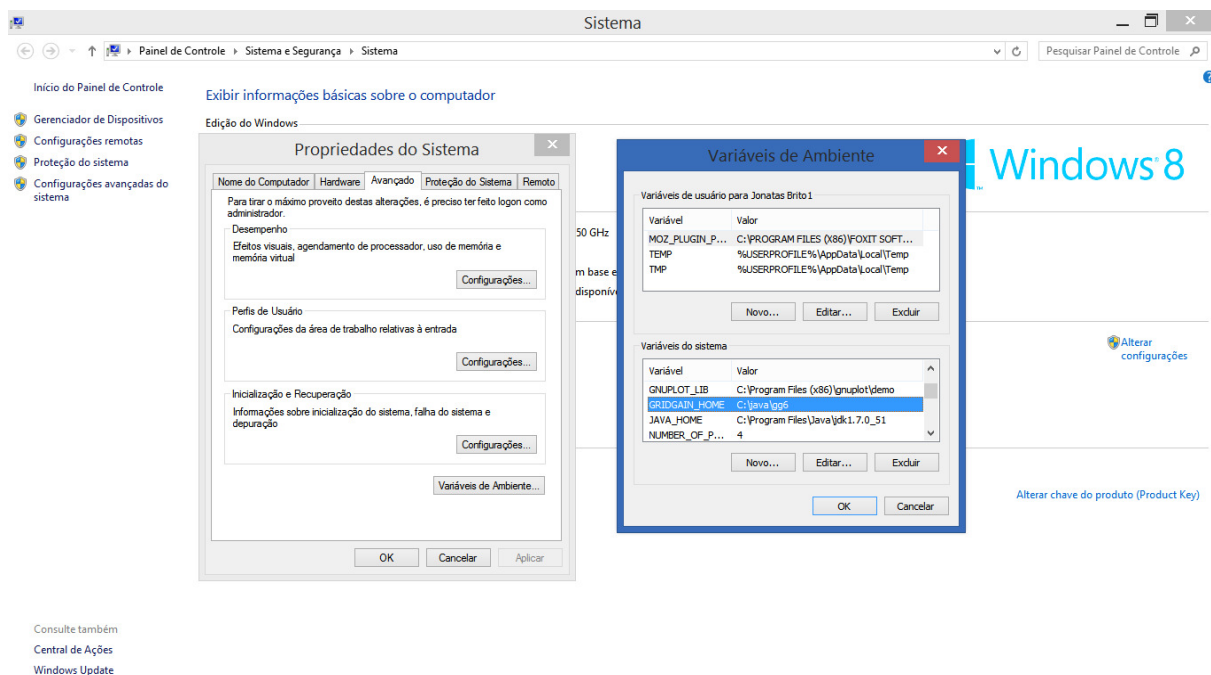 Sistema
Painel de Controle Sistema e Segurança Sistema
Pesquisar Painel de Controle
Início do Painel de Controle
Gerenciador de Dispositivos
Configurações remotas
Proteção do sistema
Configurações avançadas do
sistema
Exibir informações básicas sobre o computador
Edição do Windows
Windows 8
Propriedades do Sistema
Nome do Computador Hardware Avançado Proteção do Sistema Remoto
Para tirar o máximo proveito destas alterações, é preciso ter feito logon como
administrador.
Desempenho
Efeitos visuais, agendamento de processador, uso de memória e
memória virtual
Configurações...
Perfis de Usuário
Configurações da área de trabalho relativas à entrada
Configurações...
Inicialização e Recuperação
Informações sobre inicialização do sistema, falha do sistema e
depuração
Configurações...
Variáveis de Ambiente...
OK Cancelar Aplicar
50 GHz
m base e
disponív
Variáveis de Ambiente
Variáveis de usuário para Jonatas Brito1
Variável Valor
MOZ_PLUGIN_P... C:\PROGRAM FILES (X86)\FOXIT SOFT...
TEMP %USERPROFILE%\AppData\Local\Temp
TMP %USERPROFILE%\AppData\Local\Temp
Novo... Editar... Excluir
Variáveis do sistema
Variável Valor
GNUPLOT_LIB C:\Program Files (x86)\gnuplot\demo
GRIDGAIN_HOME C:\java\gg6
JAVA_HOME C:\Program Files\Java\jdk1.7.0_51
NUMBER_OF_P... 4
Novo... Editar... Excluir
OK Cancelar
Alterar
configurações
Alterar chave do produto (Product Key)
Consulte também
Central de Ações
Windows Update